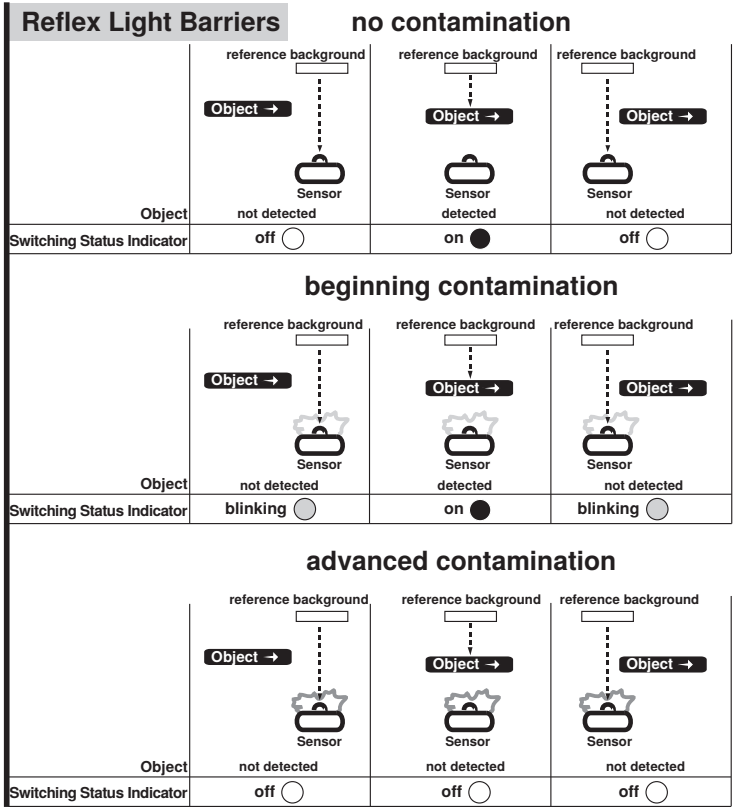 Reflex Light Barriers no contamination
reference background reference background reference background
Object → Object → Object →
Sensor Sensor Sensor
Object not detected detected not detected
Switching Status Indicator off on off
beginning contamination
reference background reference background reference background
Object → Object → Object →
Sensor Sensor Sensor
Object not detected detected not detected
Switching Status Indicator blinking on blinking
advanced contamination
reference background reference background reference background
Object → Object → Object →
Sensor Sensor Sensor
Object not detected not detected not detected
Switching Status Indicator off off off